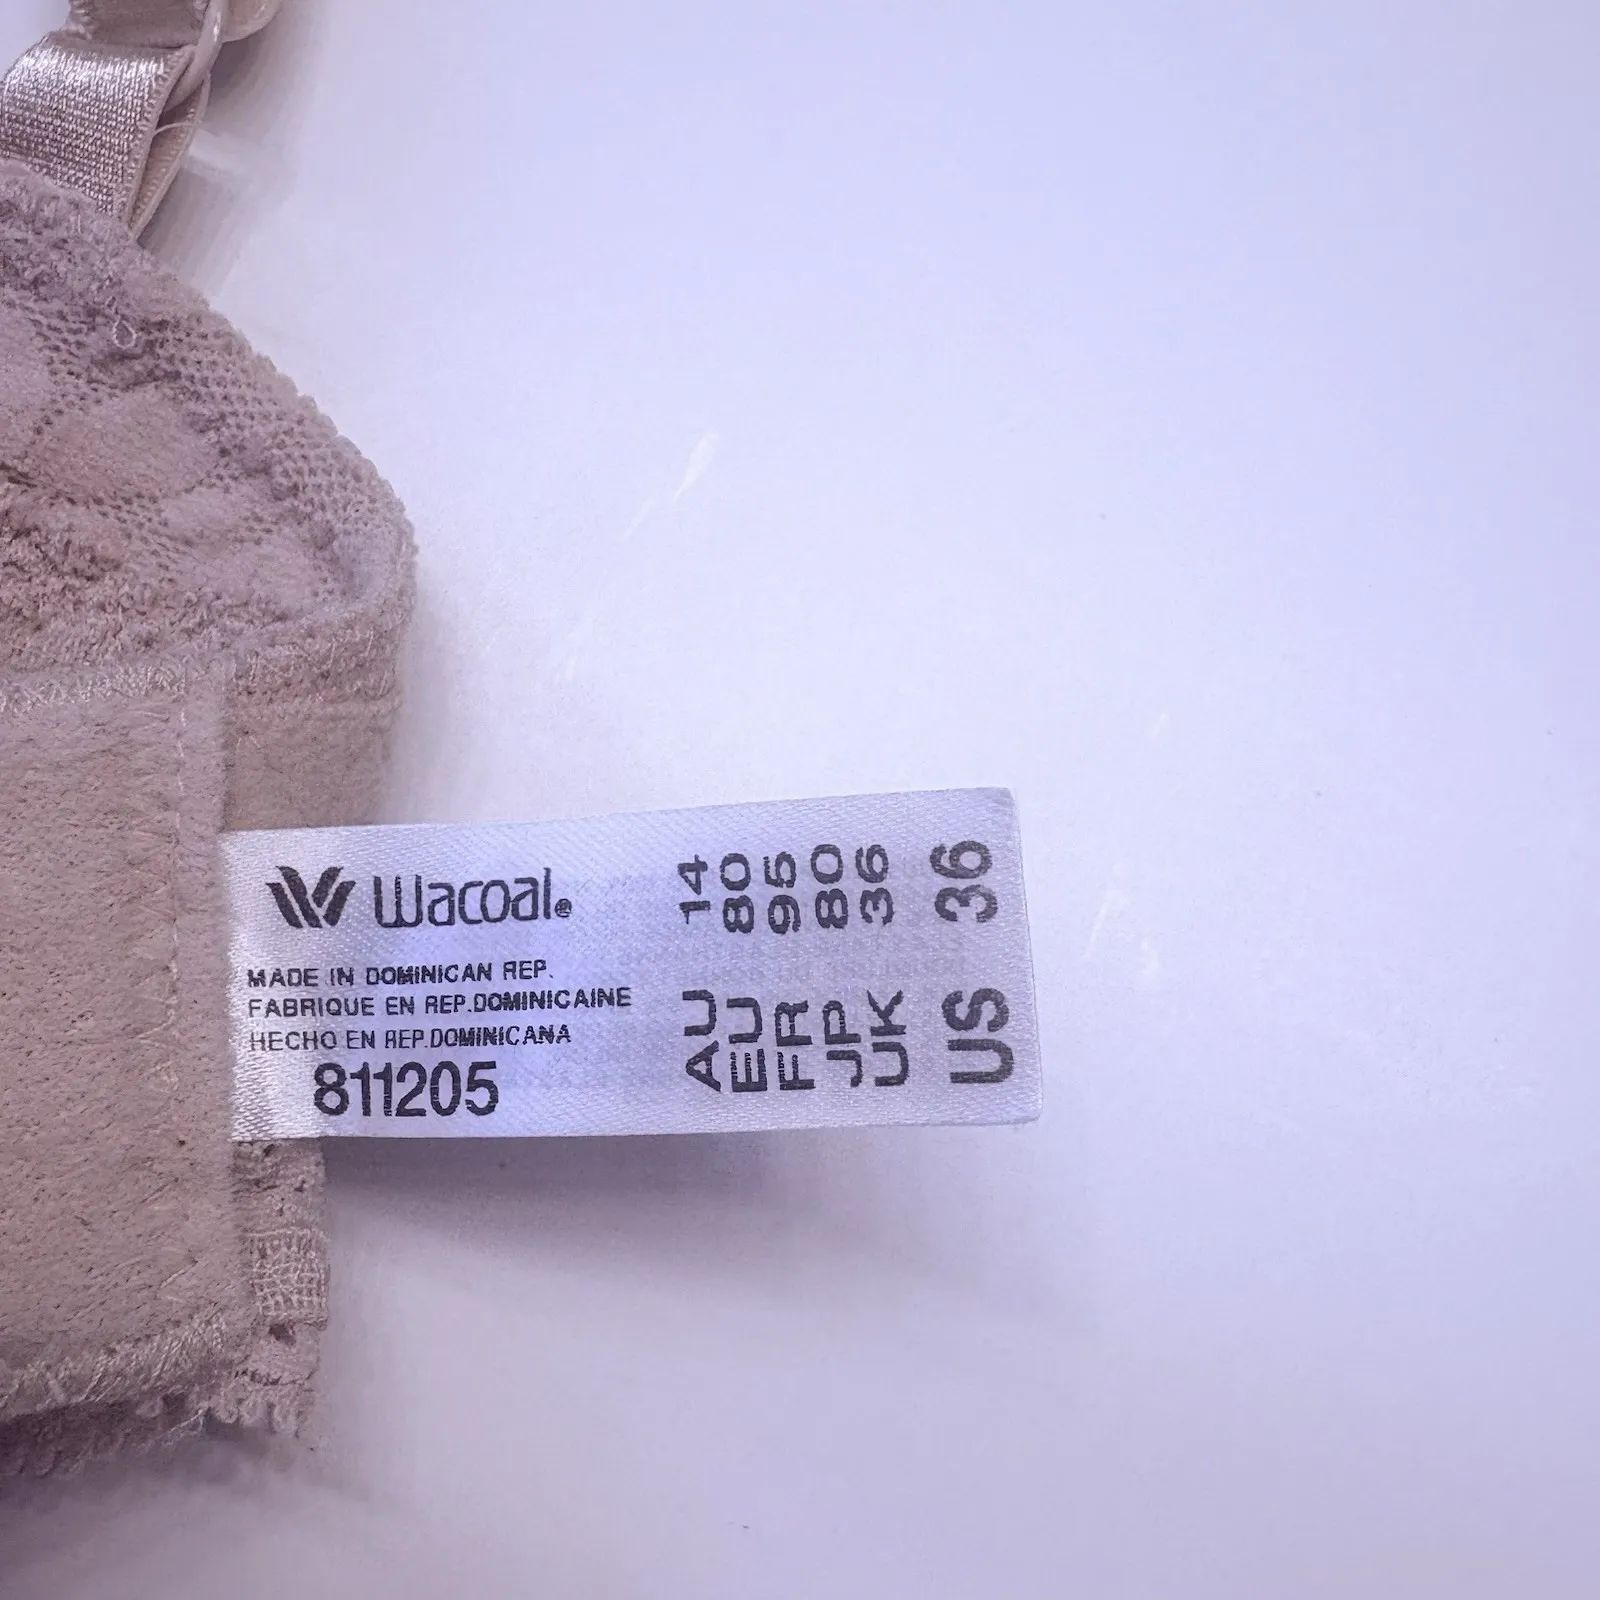 Wacoal®
MADE IN DOMINICAN REP.
FABRIQUE EN REP.DOMINICAINE
HECHO EN REP.DOMINICANA
811205
AU 14
EU 80
FR 95
JP 80
UK 36
US 36